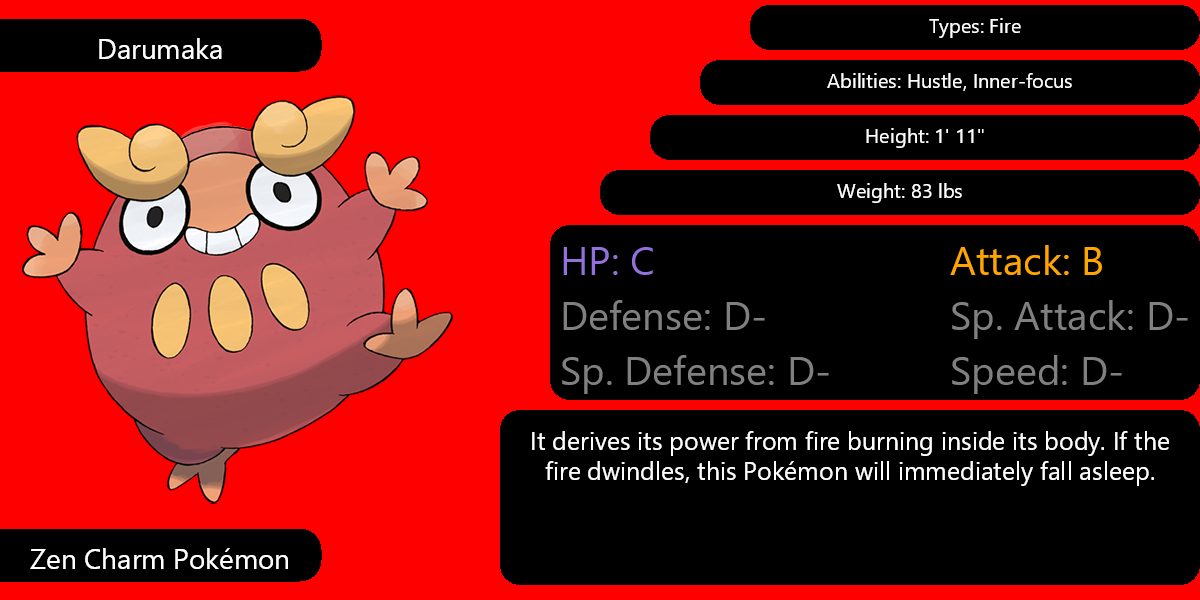 Darumaka
Types: Fire
Abilities: Hustle, Inner-focus
Height: 1' 11"
Weight: 83 lbs
HP: C
Attack: B
Defense: D-
Sp. Attack: D-
Sp. Defense: D-
Speed: D-
It derives its power from fire burning inside its body. If the
fire dwindles, this Pokémon will immediately fall asleep.
Zen Charm Pokémon